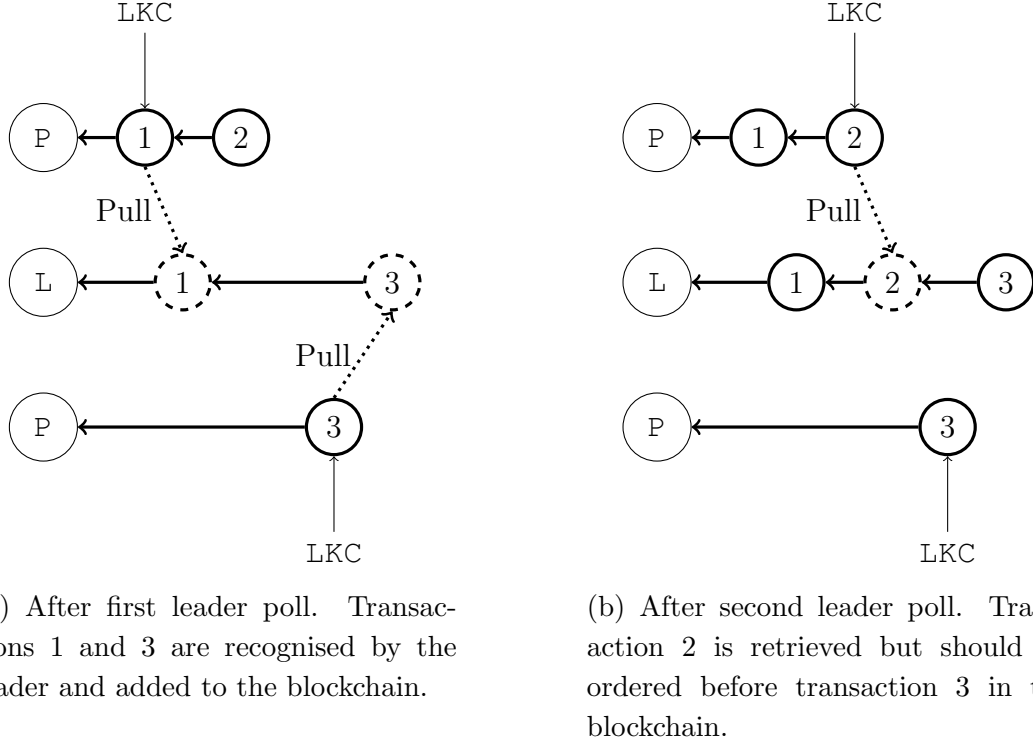 LKC
P 1 2
Pull
L 1 3
Pull
P 3
LKC
) After first leader poll. Transac-
ons 1 and 3 are recognised by the
ader and added to the blockchain.
LKC
P 1 2
Pull
L 1 2 3
P 3
LKC
(b) After second leader poll. Tra
action 2 is retrieved but should
ordered before transaction 3 in t
blockchain.